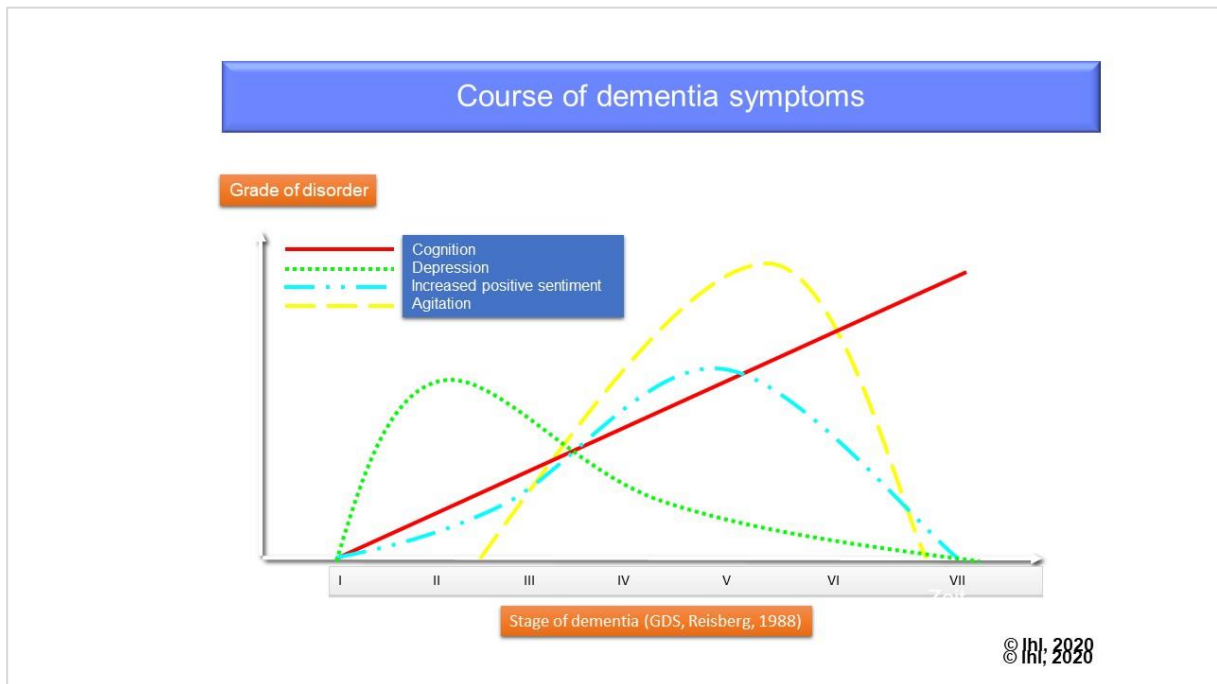 Course of dementia symptoms
Grade of disorder
Cognition
Depression
Increased positive sentiment
Agitation
I II III IV V VI VII
Zeit
Stage of dementia (GDS, Reisberg, 1988)
© Ihl, 2020
© Ihl, 2020